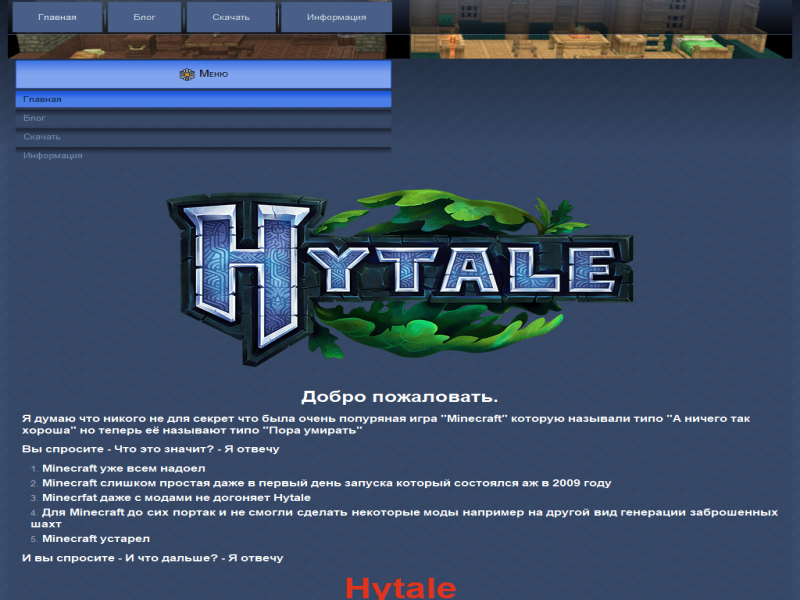 Главная
Блог
Скачать
Информация
Меню
Главная
Блог
Скачать
Информация
HYTALE
Добро пожаловать.
Я думаю что никого не для секрет что была очень попуряная игра "Minecraft" которую называли типо "А ничего так
хороша" но теперь её называют типо "Пора умирать"
Вы спросите - Что это значит? - Я отвечу
1. Minecraft уже всем надоел
2. Minecraft слишком простая даже в первый день запуска который состоялся аж в 2009 году
3. Minecrfat даже с модами не догоняет Hytale
4. Для Minecraft до сих портак и не смогли сделать некоторые моды например на другой вид генерации заброшенных
шахт
5. Minecraft устарел
И вы спросите - И что дальше? - Я отвечу
Hytale